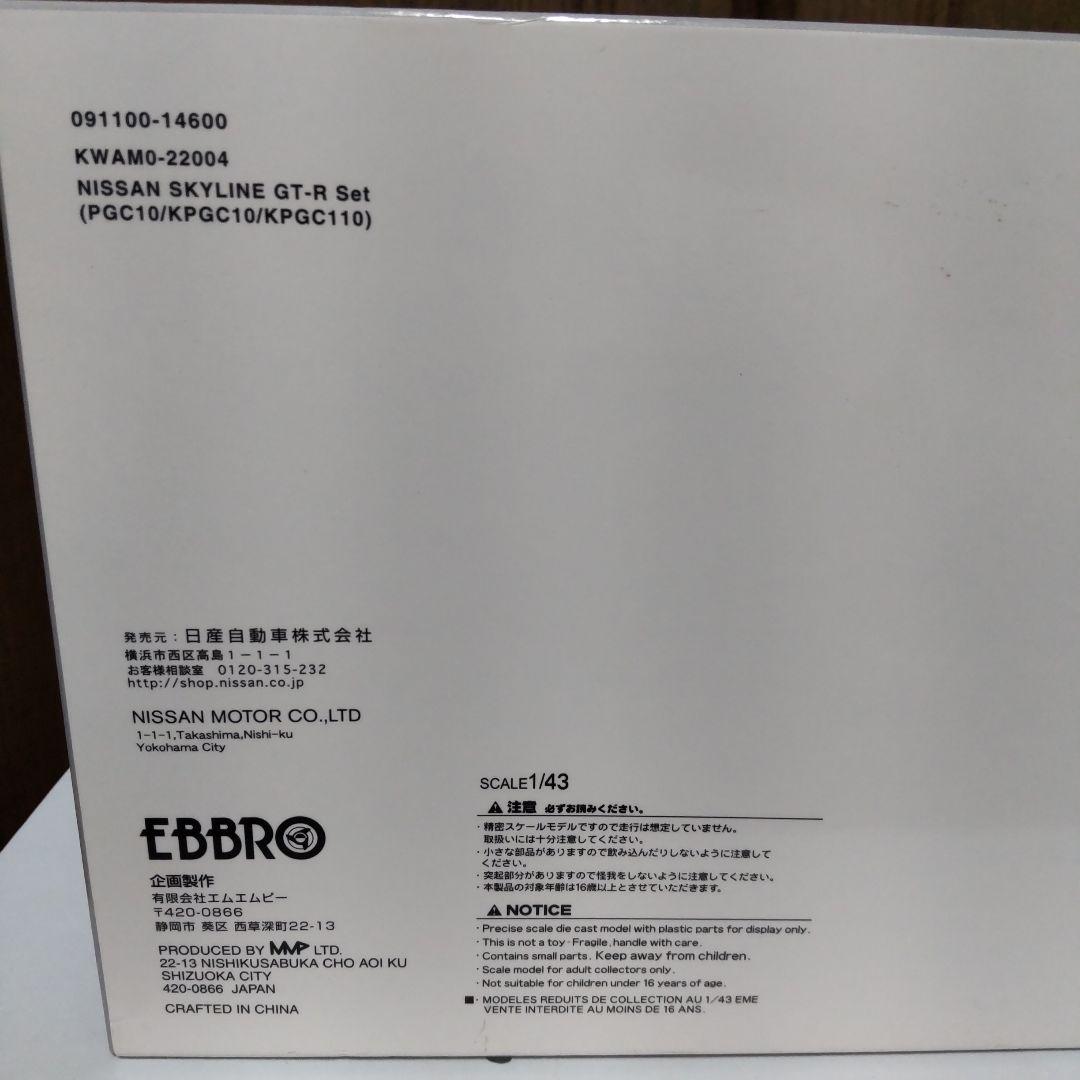 091100-14600
KWAM0-22004
NISSAN SKYLINE GT-R Set
(PGC10/KPGC10/KPGC110)
発売元：日産自動車株式会社
横浜市西区高島1－1－1
お客様相談室 0120-315-232
http://shop.nissan.co.jp
NISSAN MOTOR CO.,LTD
1-1-1,Takashima,Nishi-ku
Yokohama City
EBBRO
企画製作
有限会社エムエムピー
〒420-0866
静岡市 葵区 西草深町22-13
PRODUCED BY MMP LTD.
22-13 NISHIKUSABUKA CHO AOI KU
SHIZUOKA CITY
420-0866 JAPAN
CRAFTED IN CHINA
SCALE1/43
⚠ 注意 必ずお読みください。
・精密スケールモデルですので走行は想定していません。
取扱いには十分注意してください。
・小さな部品がありますので飲み込んだりしないように注意して
ください。
・突起部分がありますので怪我をしないように注意してください。
・本製品の対象年齢は16歳以上とさせていただきます。
⚠ NOTICE
・Precise scale die cast model with plastic parts for display only.
・This is not a toy・Fragile, handle with care.
・Contains small parts. Keep away from children.
・Scale model for adult collectors only.
・Not suitable for children under 16 years of age.
■・MODELES REDUITS DE COLLECTION AU 1/43 EME
VENTE INTERDITE AU MOINS DE 16 ANS.